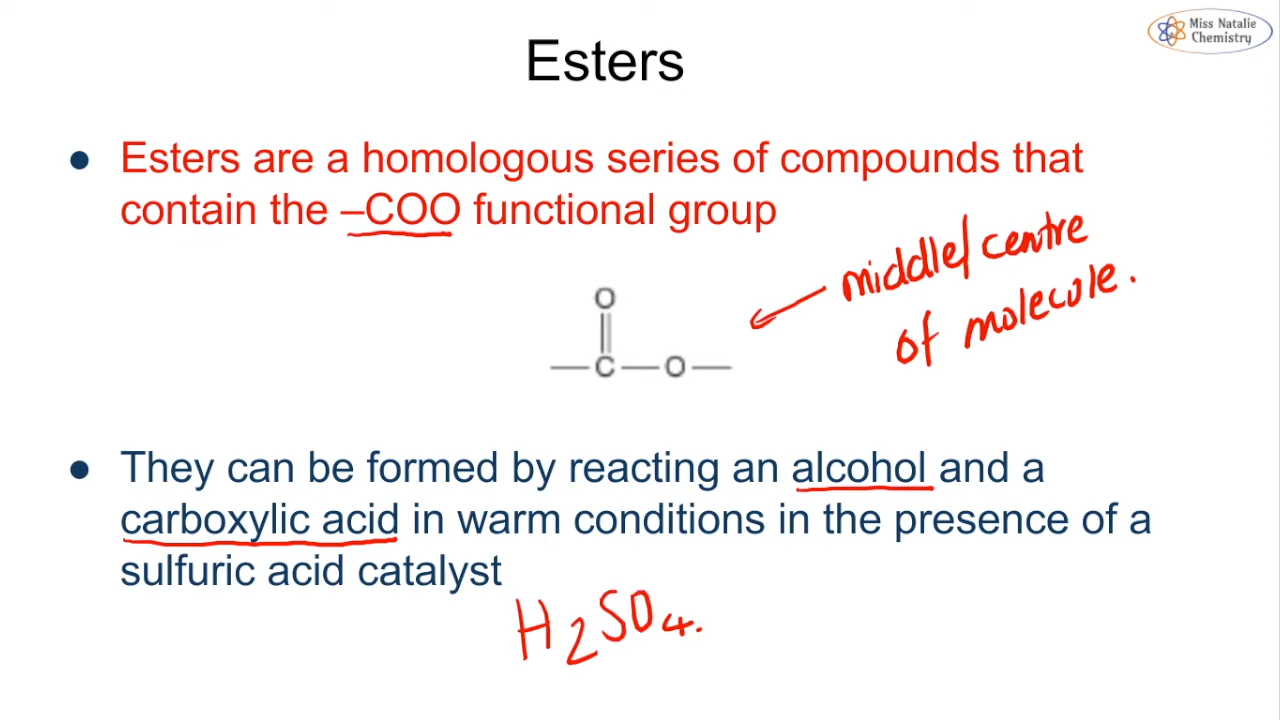 Miss Natalie
Chemistry
Esters
● Esters are a homologous series of compounds that
contain the –COO functional group
middle/centre
of molecule.
O
— C — O —
● They can be formed by reacting an alcohol and a
carboxylic acid in warm conditions in the presence of a
sulfuric acid catalyst
H₂SO₄.